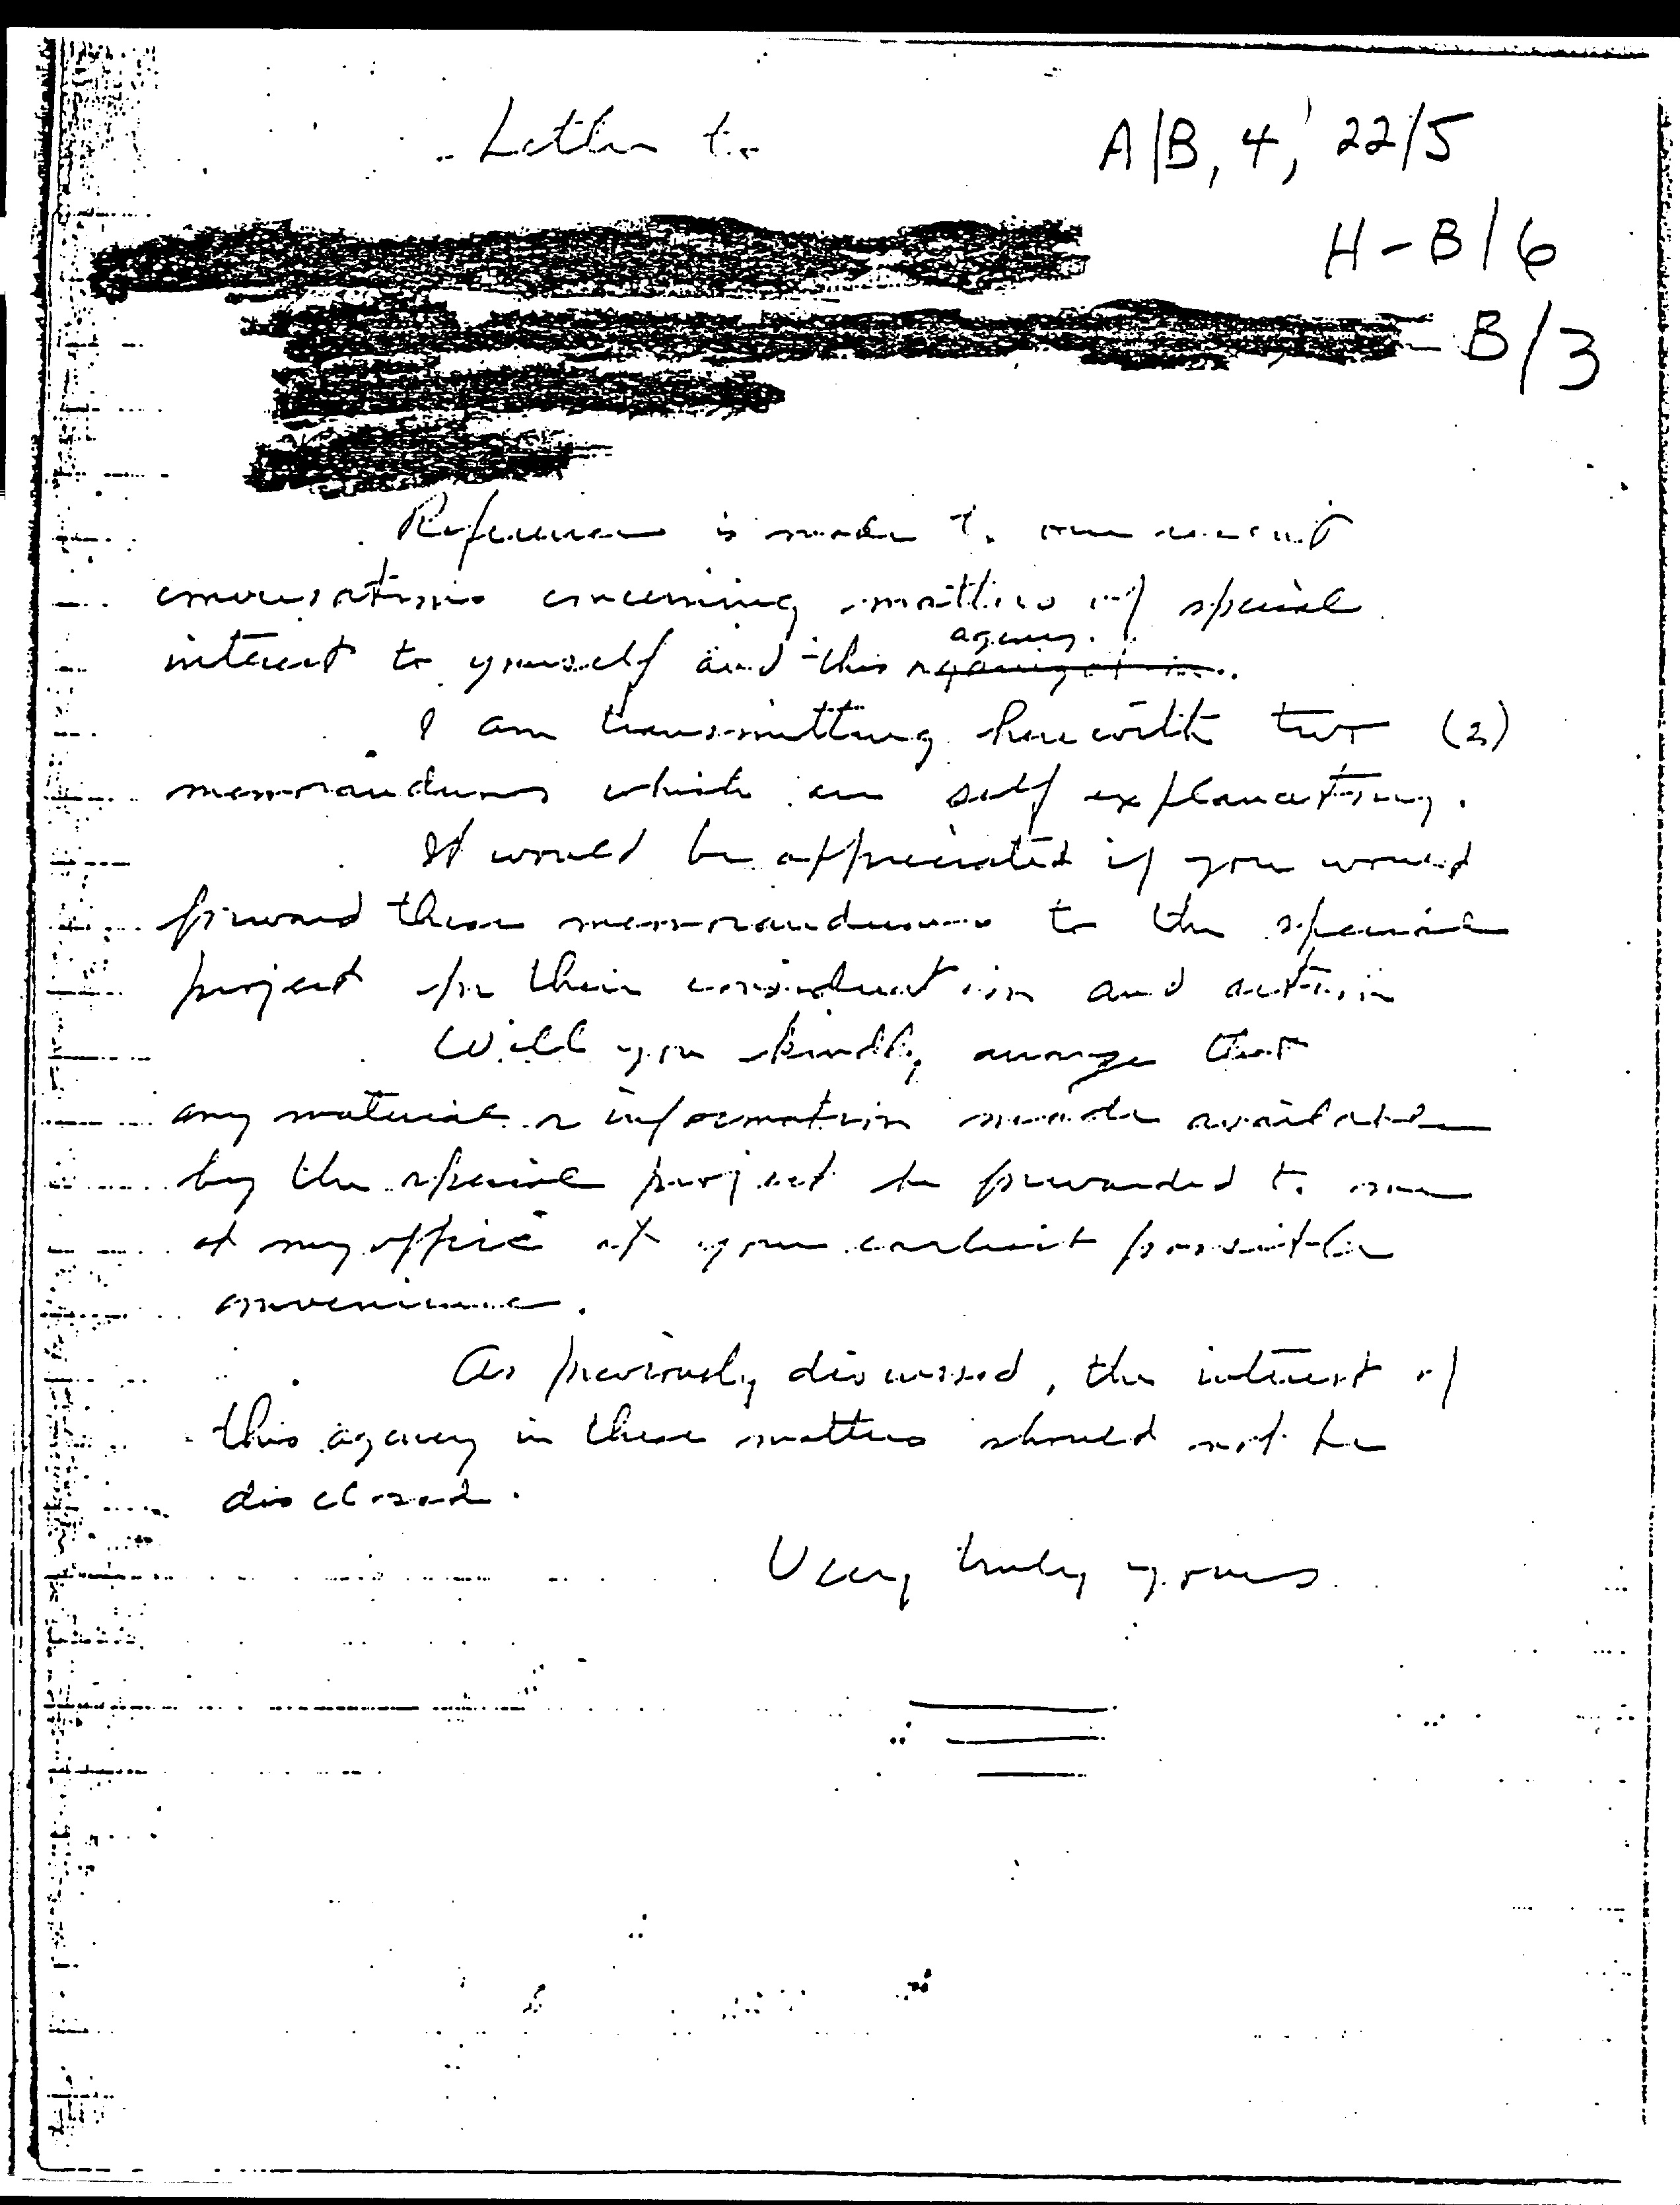 Letter to
A/B, 4, 22/5
H-B/6
B/3
Reference is made to our recent
conversations concerning matters of special
agency.
interest to yourself and this organization.
I am transmitting herewith two (2)
memorandums which are self explanatory.
It would be appreciated if you would
forward these memorandums to the special
project for their consideration and action
Will you kindly arrange that
any material or information made available
by the special project be forwarded to me
at my office at your earliest possible
convenience.
As previously discussed, the interest of
this agency in these matters should not be
disclosed.
Very truly yours